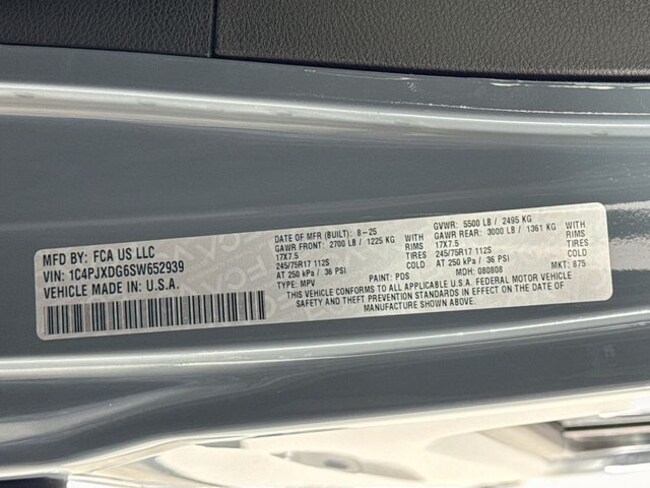 MFD BY: FCA US LLC
VIN: 1C4PJXDG6SW652939
VEHICLE MADE IN: U.S.A.
DATE OF MFR (BUILT): 8-25
GAWR FRONT: 2700 LB / 1225 KG WITH
17X7.5 RIMS
245/75R17 112S TIRES
AT 250 kPa / 36 PSI COLD
TYPE: MPV PAINT: PDS
GVWR: 5500 LB / 2495 KG
GAWR REAR: 3000 LB / 1361 KG WITH
17X7.5 RIMS
245/75R17 112S TIRES
AT 250 kPa / 36 PSI COLD
MDH: 080808 MKT: 875
THIS VEHICLE CONFORMS TO ALL APPLICABLE U.S.A. FEDERAL MOTOR VEHICLE
SAFETY AND THEFT PREVENTION STANDARDS IN EFFECT ON THE DATE OF
MANUFACTURE SHOWN ABOVE.